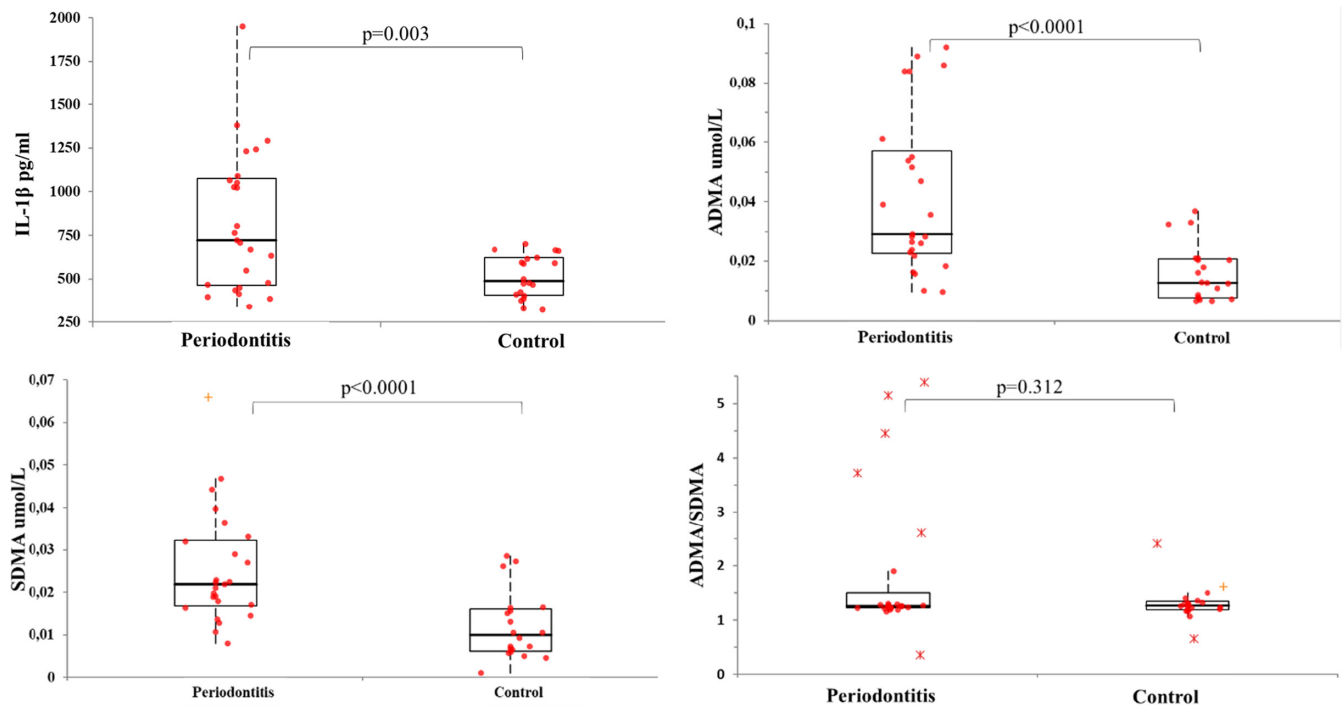 2000
1750
1500
1250
1000
750
500
250
IL-1β pg/ml
p=0.003
Periodontitis
Control
0,1
0,08
0,06
0,04
0,02
0
ADMA umol/L
p<0.0001
Periodontitis
Control
0,07
0,06
0,05
0,04
0,03
0,02
0,01
0
SDMA umol/L
p<0.0001
Periodontitis
Control
5
4
3
2
1
0
ADMA/SDMA
p=0.312
Periodontitis
Control